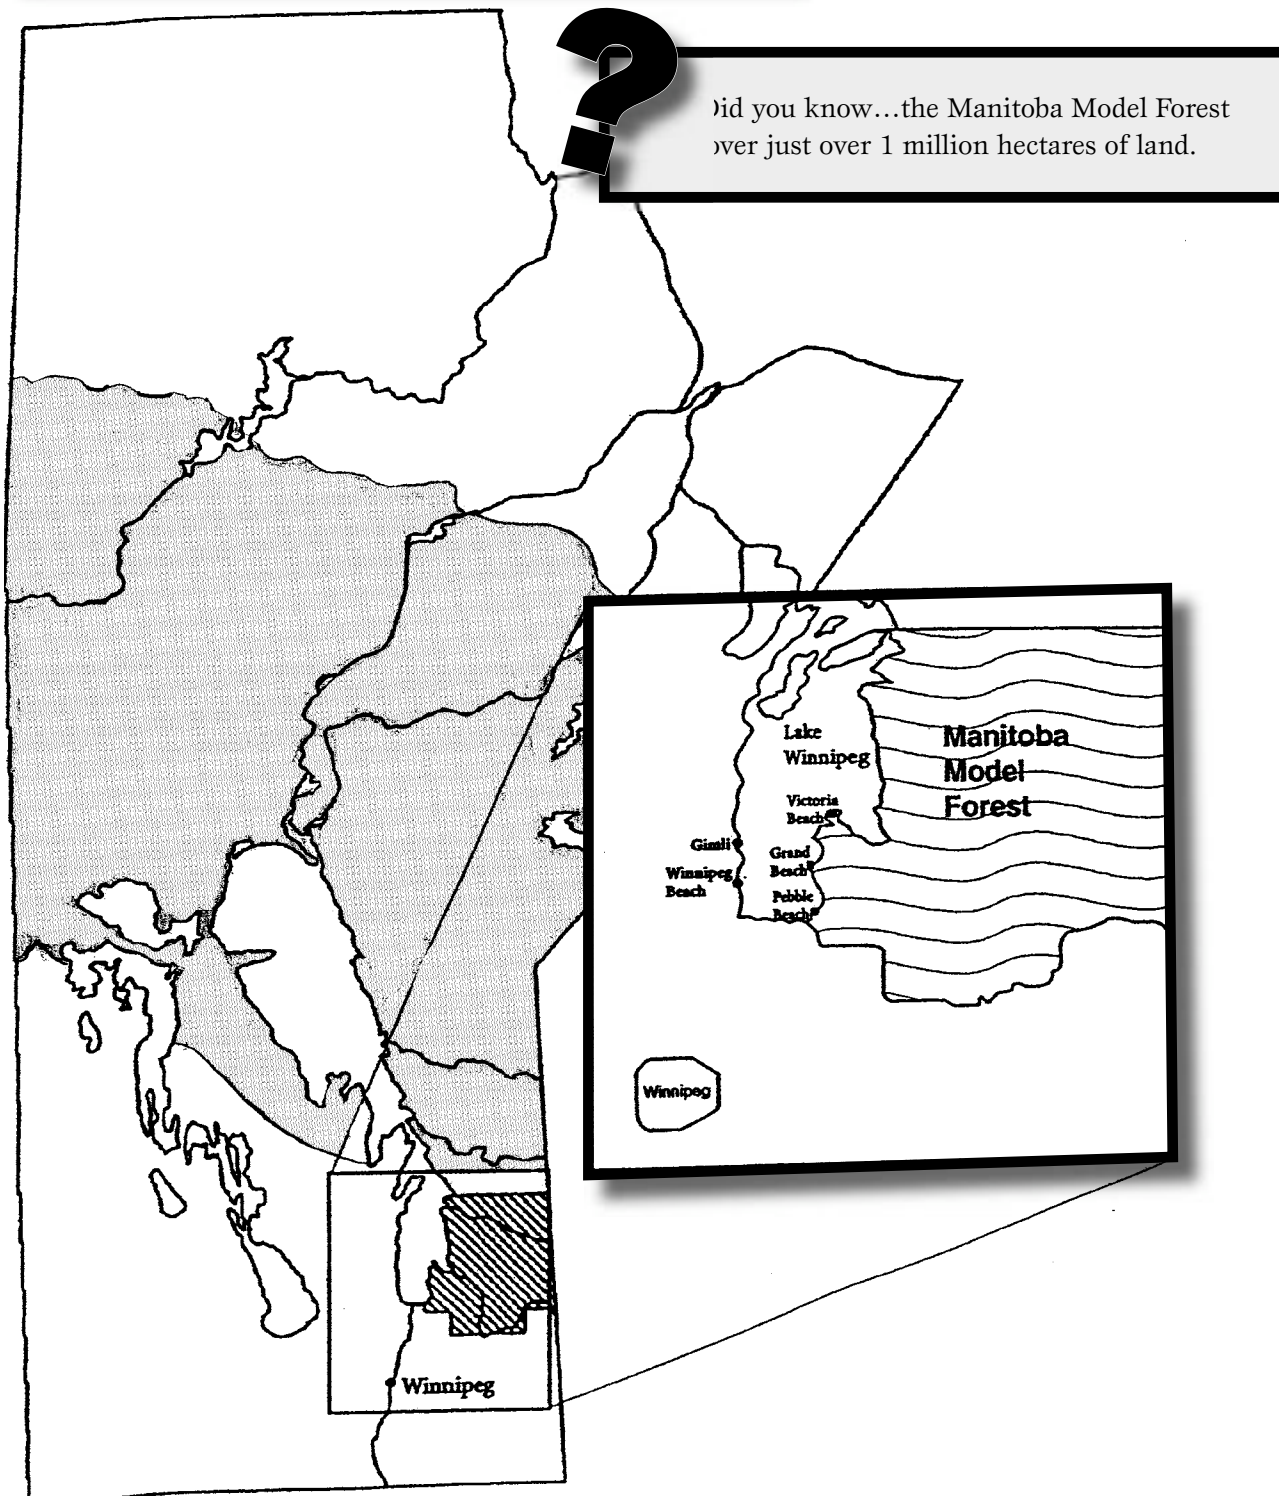 ?
id you know…the Manitoba Model Forest
over just over 1 million hectares of land.
Lake
Winnipeg
Manitoba
Model
Forest
Victoria
Beach
Gimli
Grand
Beach
Winnipeg
Beach
Pebble
Beach
Winnipeg
Winnipeg